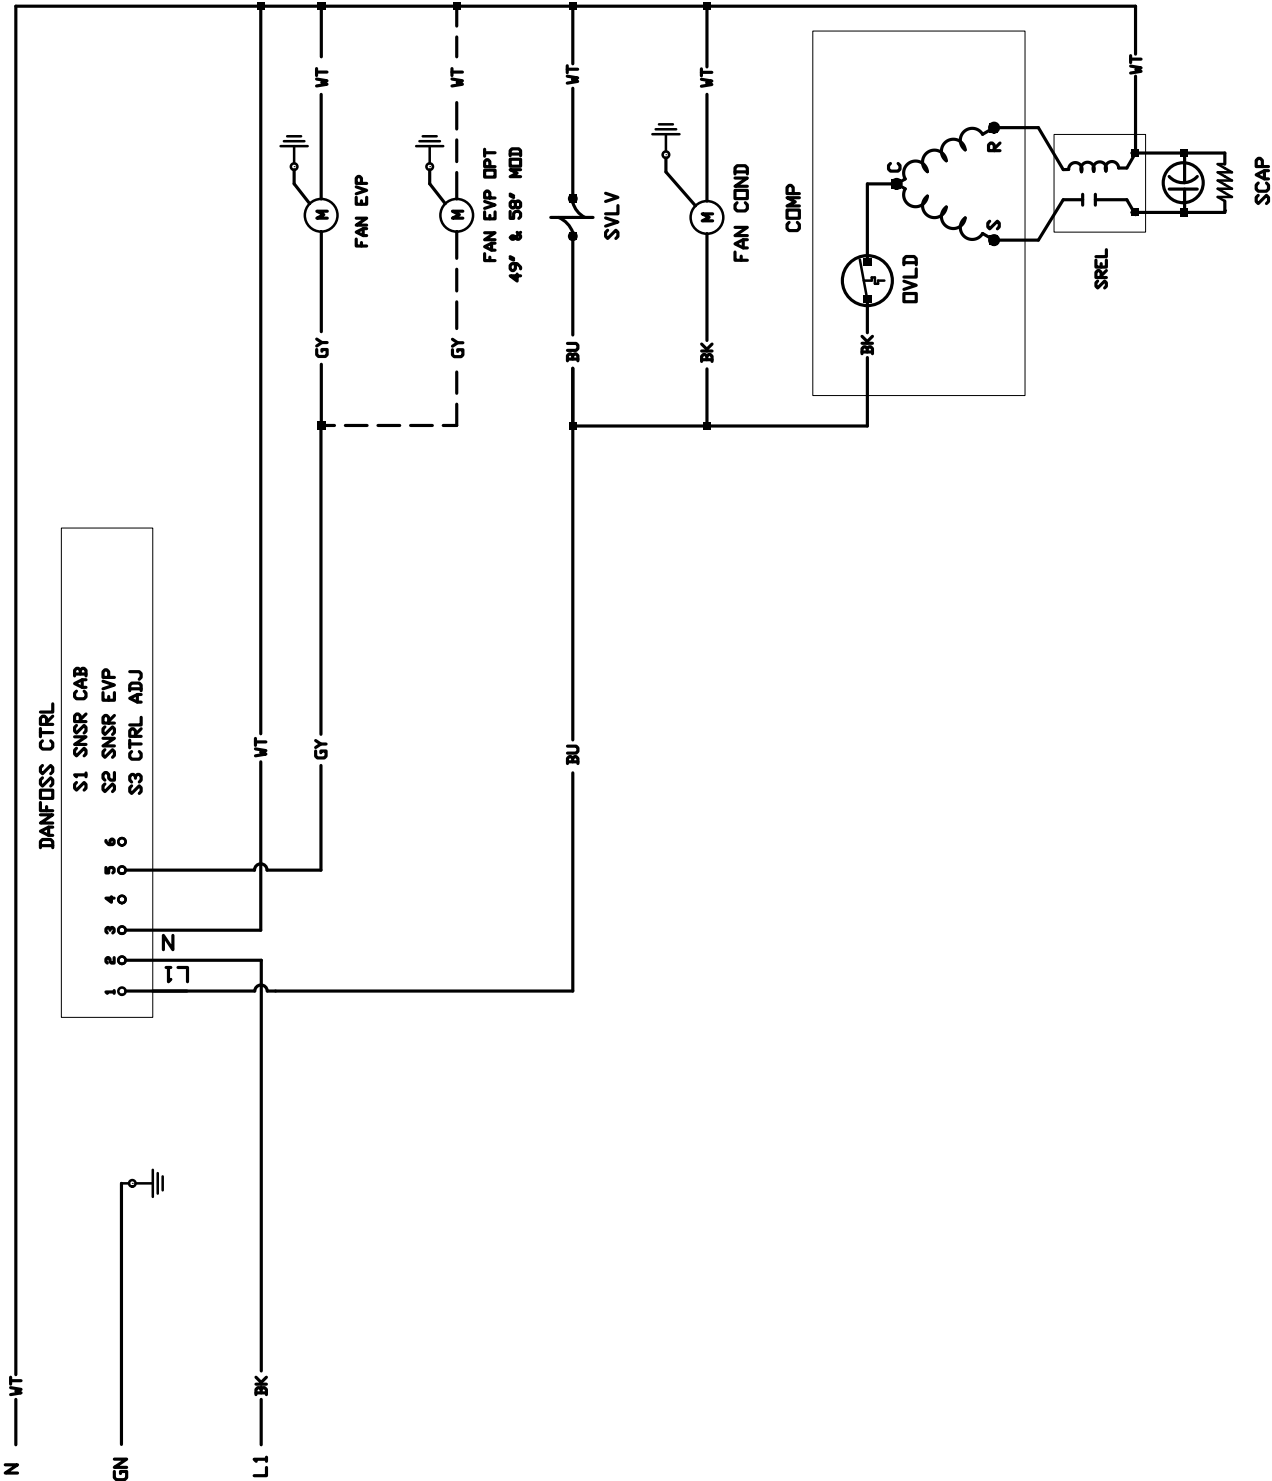 N
WT
GN
L1
BK
DANFOSS CTRL
S1 SNSR CAB
S2 SNSR EVP
S3 CTRL ADJ
1
2
3
4
5
6
L1
N
WT
GY
BU
WT
GY
M
FAN EVP
WT
GY
M
FAN EVP OPT
49" & 58" MOD
WT
BU
SVLV
WT
BK
M
FAN COND
COMP
BK
OVLD
C
S
R
SREL
WT
SCAP